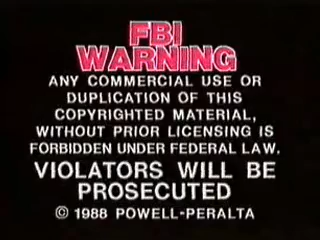 FBI
WARNING
ANY COMMERCIAL USE OR
DUPLICATION OF THIS
COPYRIGHTED MATERIAL,
WITHOUT PRIOR LICENSING IS
FORBIDDEN UNDER FEDERAL LAW.
VIOLATORS WILL BE
PROSECUTED
© 1988 POWELL-PERALTA